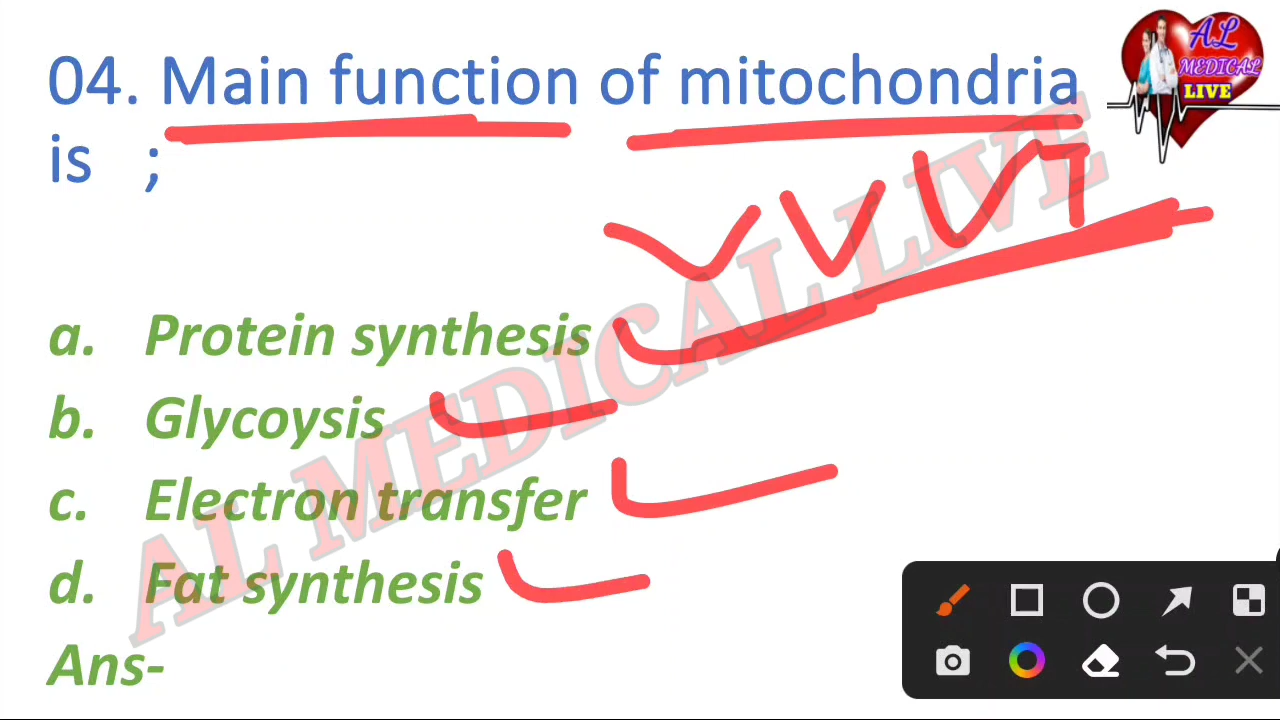 04. Main function of mitochondria
is ;
VVVI
a. Protein synthesis
b. Glycoysis
c. Electron transfer
d. Fat synthesis
Ans-
AL MEDICAL LIVE
AL
MEDICAL
LIVE